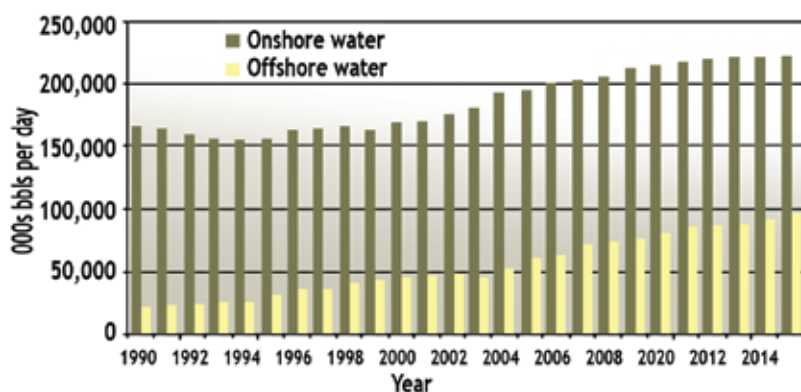 250,000
200,000
150,000
100,000
50,000
0
000s bbls per day
Onshore water
Offshore water
1990 1992 1994 1996 1998 2000 2002 2004 2006 2008 2020 2012 2014
Year